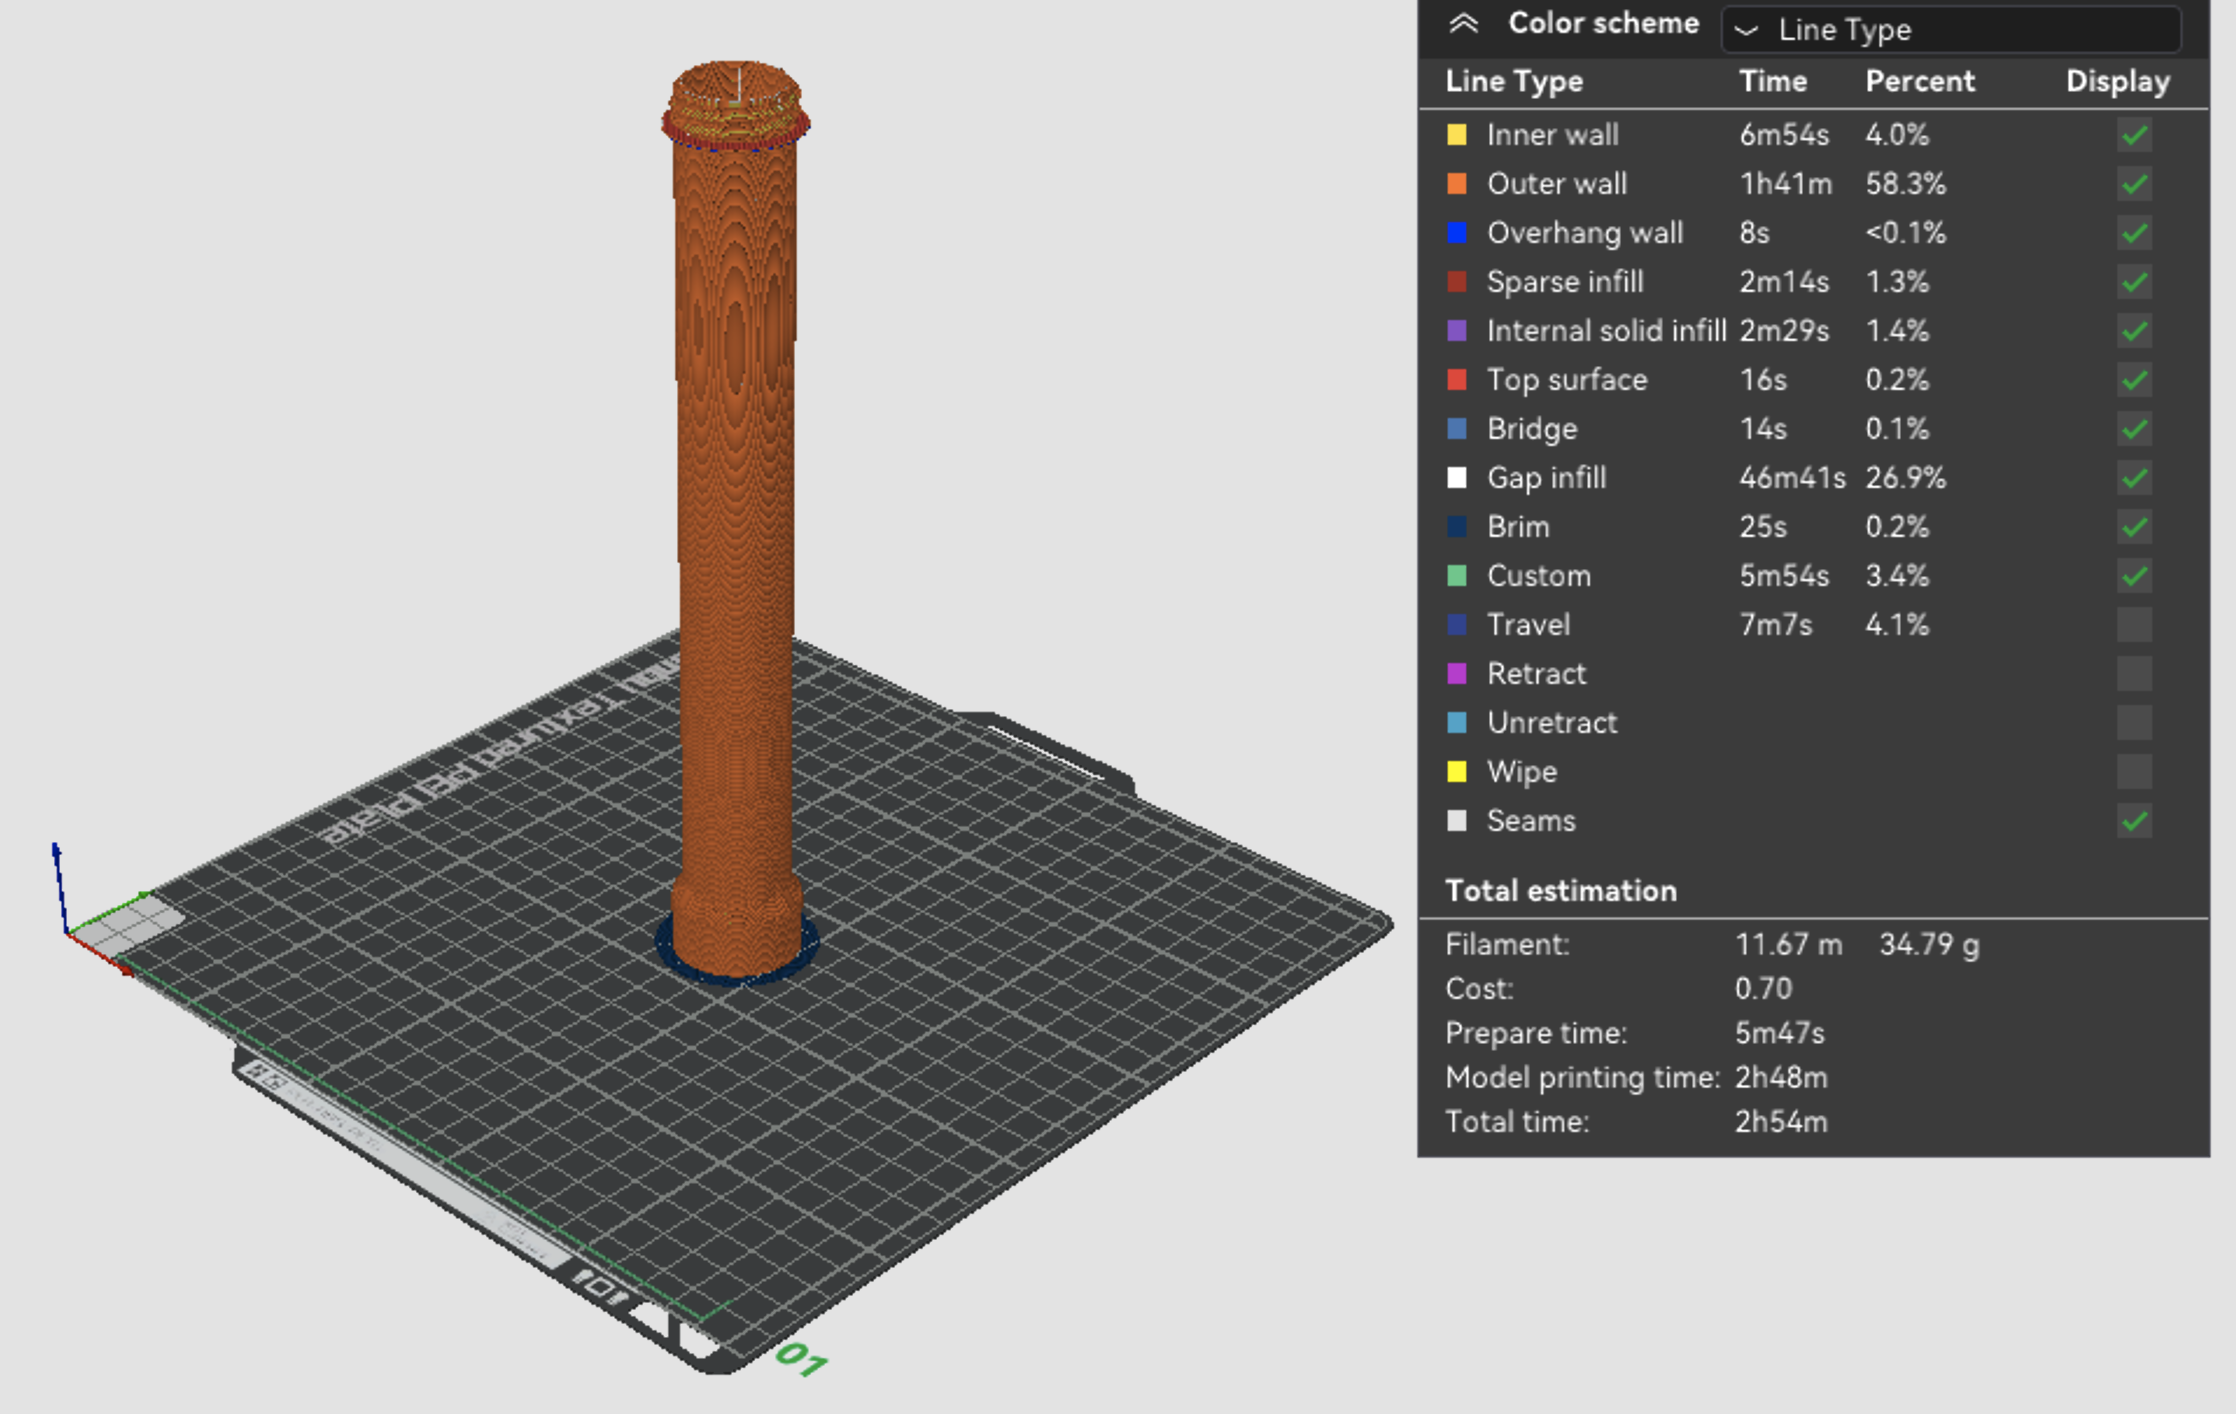 Color scheme Line Type
Line Type Time Percent Display
Inner wall 6m54s 4.0%
Outer wall 1h41m 58.3%
Overhang wall 8s <0.1%
Sparse infill 2m14s 1.3%
Internal solid infill 2m29s 1.4%
Top surface 16s 0.2%
Bridge 14s 0.1%
Gap infill 46m41s 26.9%
Brim 25s 0.2%
Custom 5m54s 3.4%
Travel 7m7s 4.1%
Retract
Unretract
Wipe
Seams
Total estimation
Filament: 11.67 m 34.79 g
Cost: 0.70
Prepare time: 5m47s
Model printing time: 2h48m
Total time: 2h54m
Textured PEI Plate
01